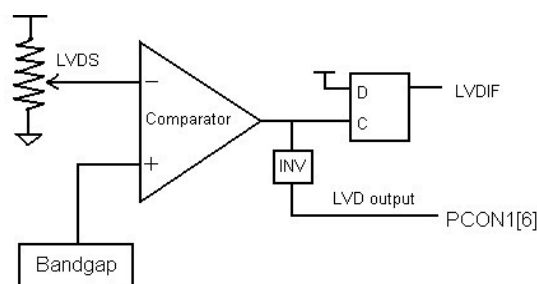 LVDS
−
Comparator
+
D
C
LVDIF
INV
LVD output
PCON1[6]
Bandgap